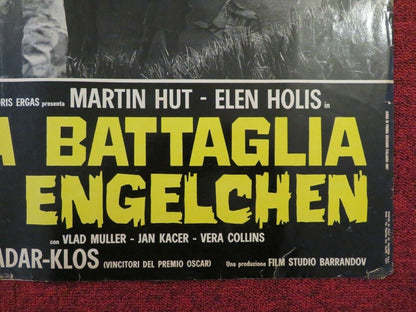 ORIS ERGAS presenta MARTIN HUT - ELEN HOLIS in
A BATTAGLIA
ENGELCHEN
con VLAD MULLER - JAN KACER - VERA COLLINS
ADAR-KLOS (VINCITORI DEL PREMIO OSCAR) Una produzione FILM STUDIO BARRANDOV